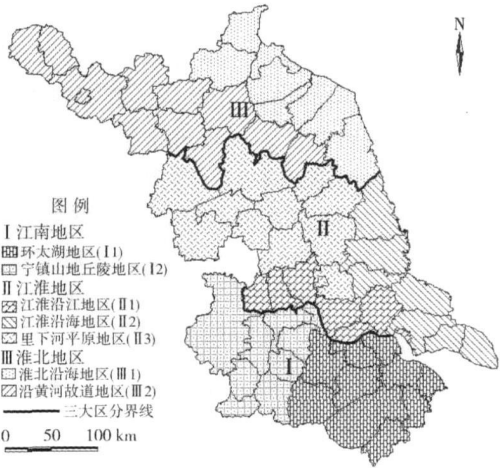 N
III
II
I
图 例
I 江南地区
环太湖地区(I1)
宁镇山地丘陵地区(I2)
II 江淮地区
江淮沿江地区(II1)
江淮沿海地区(II2)
里下河平原地区(II3)
III 淮北地区
淮北沿海地区(III1)
沿黄河故道地区(III2)
三大区分界线
0 50 100 km